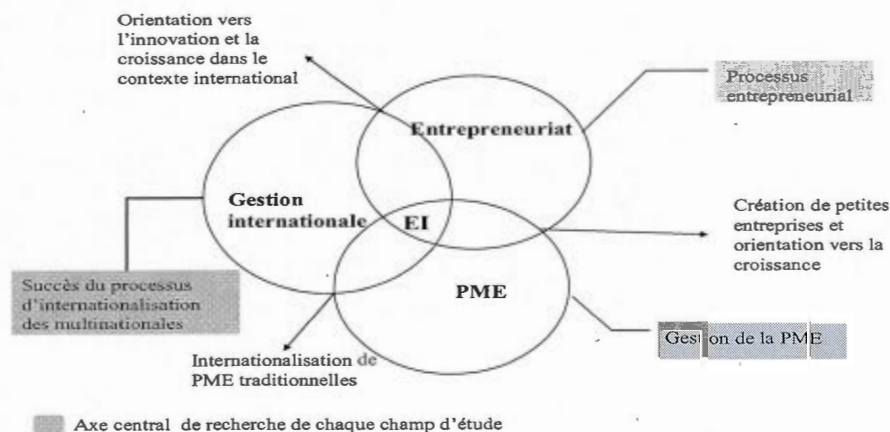 Orientation vers
l'innovation et la
croissance dans le
contexte international
Processus
entrepreneurial
Entrepreneuriat
Gestion
internationale
EI
Création de petites
entreprises et
orientation vers la
croissance
Succès du processus
d'internationalisation
des multinationales
PME
Gestion de la PME
Internationalisation de
PME traditionnelles
Axe central de recherche de chaque champ d'étude